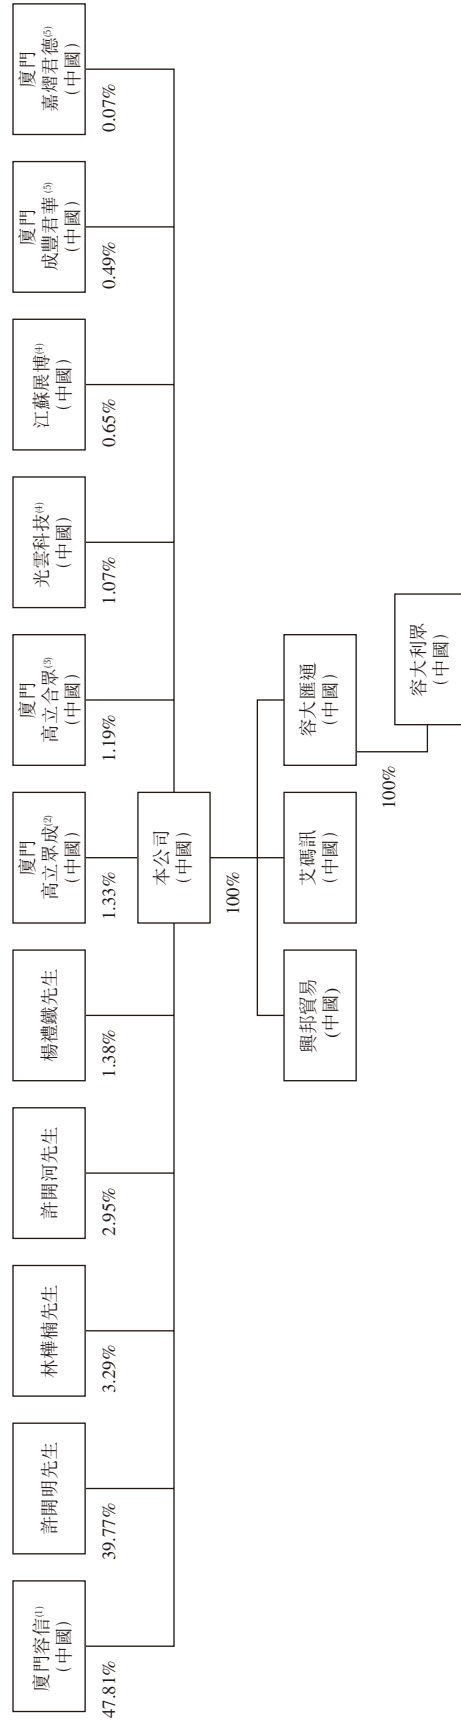 廈門容信⁽¹⁾
(中國)
47.81%
許開明先生
39.77%
林樺楠先生
3.29%
許開河先生
2.95%
楊禮鐵先生
1.38%
廈門
高立眾成⁽²⁾
(中國)
1.33%
廈門
高立合眾⁽³⁾
(中國)
1.19%
光雲科技⁽⁴⁾
(中國)
1.07%
江蘇展博⁽⁴⁾
(中國)
0.65%
廈門
成豐君華⁽⁵⁾
(中國)
0.49%
廈門
嘉熠君德⁽⁵⁾
(中國)
0.07%
本公司
(中國)
100%
興邦貿易
(中國)
艾碼訊
(中國)
容大匯通
(中國)
100%
容大利眾
(中國)